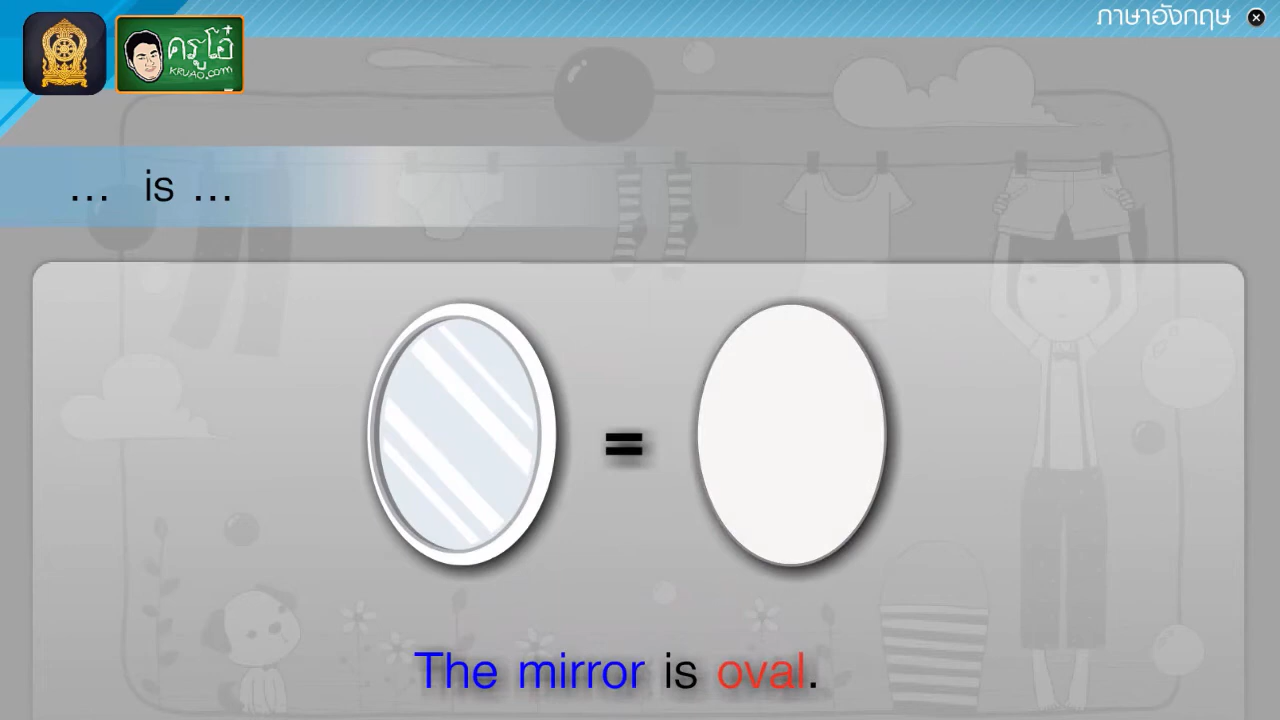 ภาษาอังกฤษ
ครูโอ๋
KRUAO.com
... is ...
=
The mirror is oval.